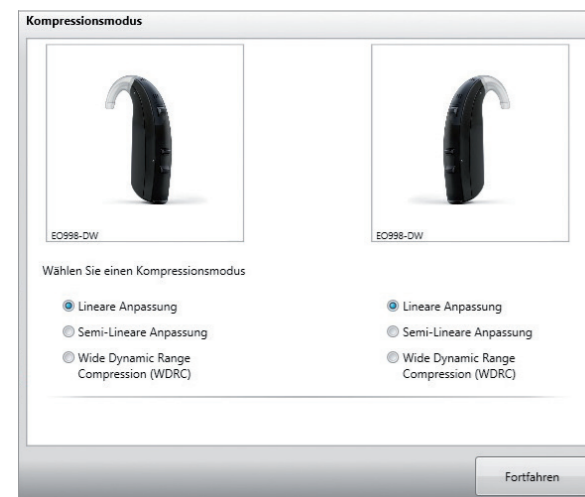 Kompressionsmodus
EO998-DW
EO998-DW
Wählen Sie einen Kompressionsmodus
Lineare Anpassung
Semi-Lineare Anpassung
Wide Dynamic Range
Compression (WDRC)
Lineare Anpassung
Semi-Lineare Anpassung
Wide Dynamic Range
Compression (WDRC)
Fortfahren